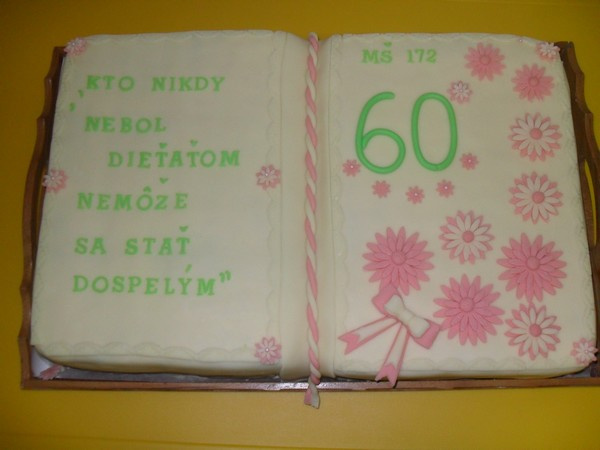 „KTO NIKDY
NEBOL
DIEŤAŤOM
NEMÔŽE
SA STAŤ
DOSPELÝM"
MŠ 172
60